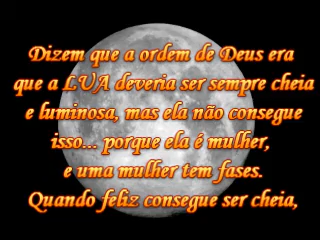 Dizem que a ordem de Deus era
que a LUA deveria ser sempre cheia
e luminosa, mas ela não consegue
isso... porque ela é mulher,
e uma mulher tem fases.
Quando feliz consegue ser cheia,